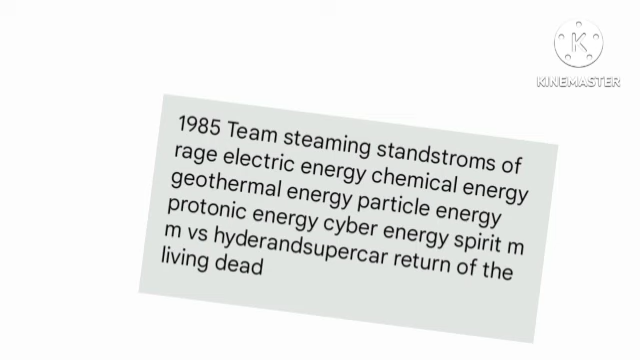 KINEMASTER
1985 Team steaming standstroms of
rage electric energy chemical energy
geothermal energy particle energy
protonic energy cyber energy spirit m
m vs hyderandsupercar return of the
living dead